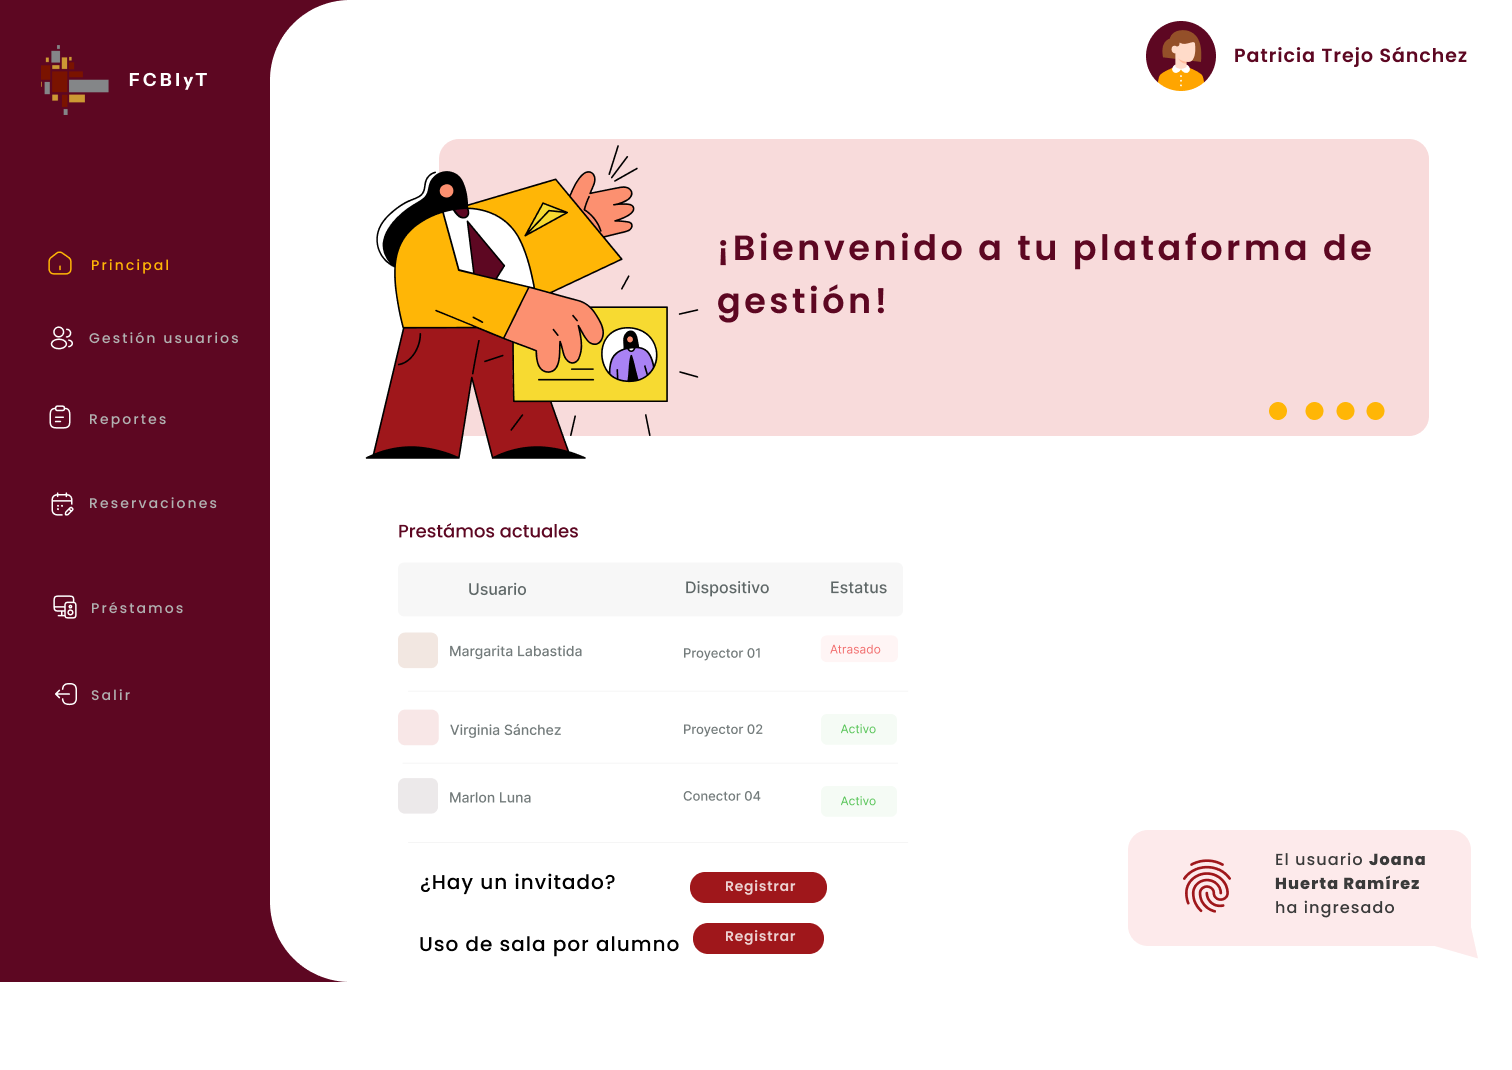 FCBIyT
Patricia Trejo Sánchez
Principal
Gestión usuarios
Reportes
Reservaciones
Préstamos
Salir
¡Bienvenido a tu plataforma de
gestión!
Prestámos actuales
Usuario Dispositivo Estatus
Margarita Labastida Proyector 01 Atrasado
Virginia Sánchez Proyector 02 Activo
Marlon Luna Conector 04 Activo
¿Hay un invitado? Registrar
Uso de sala por alumno Registrar
El usuario Joana
Huerta Ramírez
ha ingresado